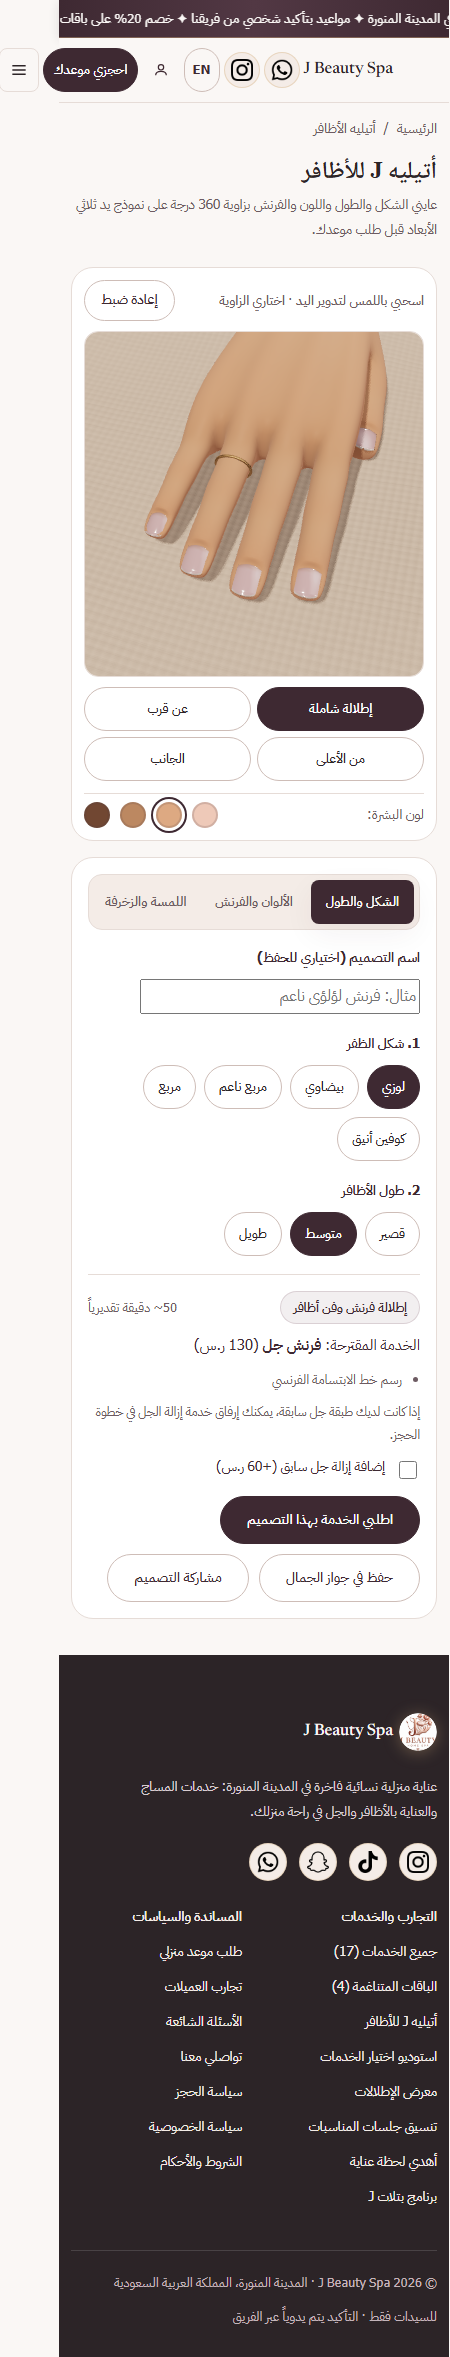 ي المدينة المنورة ✦ مواعيد بتأكيد شخصي من فريقنا ✦ خصم 20% على باقات
J Beauty Spa
EN
احجزي موعدك
الرئيسية / أتيليه الأظافر
أتيليه J للأظافر
عايني الشكل والطول واللون والفرنش بزاوية 360 درجة على نموذج يد ثلاثي
الأبعاد قبل طلب موعدك.
اسحبي باللمس لتدوير اليد · اختاري الزاوية
إعادة ضبط
إطلالة شاملة
عن قرب
من الأعلى
الجانب
لون البشرة:
الشكل والطول
الألوان والفرنش
اللمسة والزخرفة
اسم التصميم (اختياري للحفظ)
مثال: فرنش لؤلؤي ناعم
1. شكل الظفر
لوزي
بيضاوي
مربع ناعم
مربع
كوفين أنيق
2. طول الأظافر
قصير
متوسط
طويل
إطلالة فرنش وفن أظافر
~50 دقيقة تقديرياً
الخدمة المقترحة: فرنش جل (130 ر.س)
• رسم خط الابتسامة الفرنسي
إذا كانت لديك طبقة جل سابقة، يمكنك إرفاق خدمة إزالة الجل في خطوة
الحجز.
إضافة إزالة جل سابق (+60 ر.س)
اطلبي الخدمة بهذا التصميم
حفظ في جواز الجمال
مشاركة التصميم
J Beauty Spa
عناية منزلية نسائية فاخرة في المدينة المنورة: خدمات المساج
والعناية بالأظافر والجل في راحة منزلك.
التجارب والخدمات
جميع الخدمات (17)
الباقات المتناغمة (4)
أتيليه J للأظافر
استوديو اختيار الخدمات
معرض الإطلالات
تنسيق جلسات المناسبات
أهدي لحظة عناية
برنامج بتلات J
المساندة والسياسات
طلب موعد منزلي
تجارب العميلات
الأسئلة الشائعة
تواصلي معنا
سياسة الحجز
سياسة الخصوصية
الشروط والأحكام
© 2026 J Beauty Spa · المدينة المنورة، المملكة العربية السعودية
للسيدات فقط · التأكيد يتم يدوياً عبر الفريق